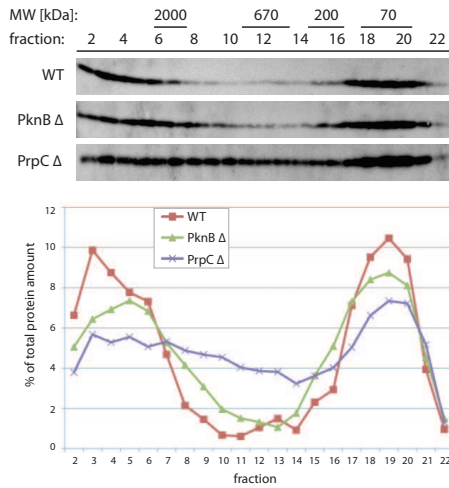 MW [kDa]: 2000 670 200 70
fraction: 2 4 6 8 10 12 14 16 18 20 22
WT
PknB Δ
PrpC Δ
12
10
8
6
4
2
0
% of total protein amount
WT
PknB Δ
PrpC Δ
2 3 4 5 6 7 8 9 10 11 12 13 14 15 16 17 18 19 20 21 22
fraction